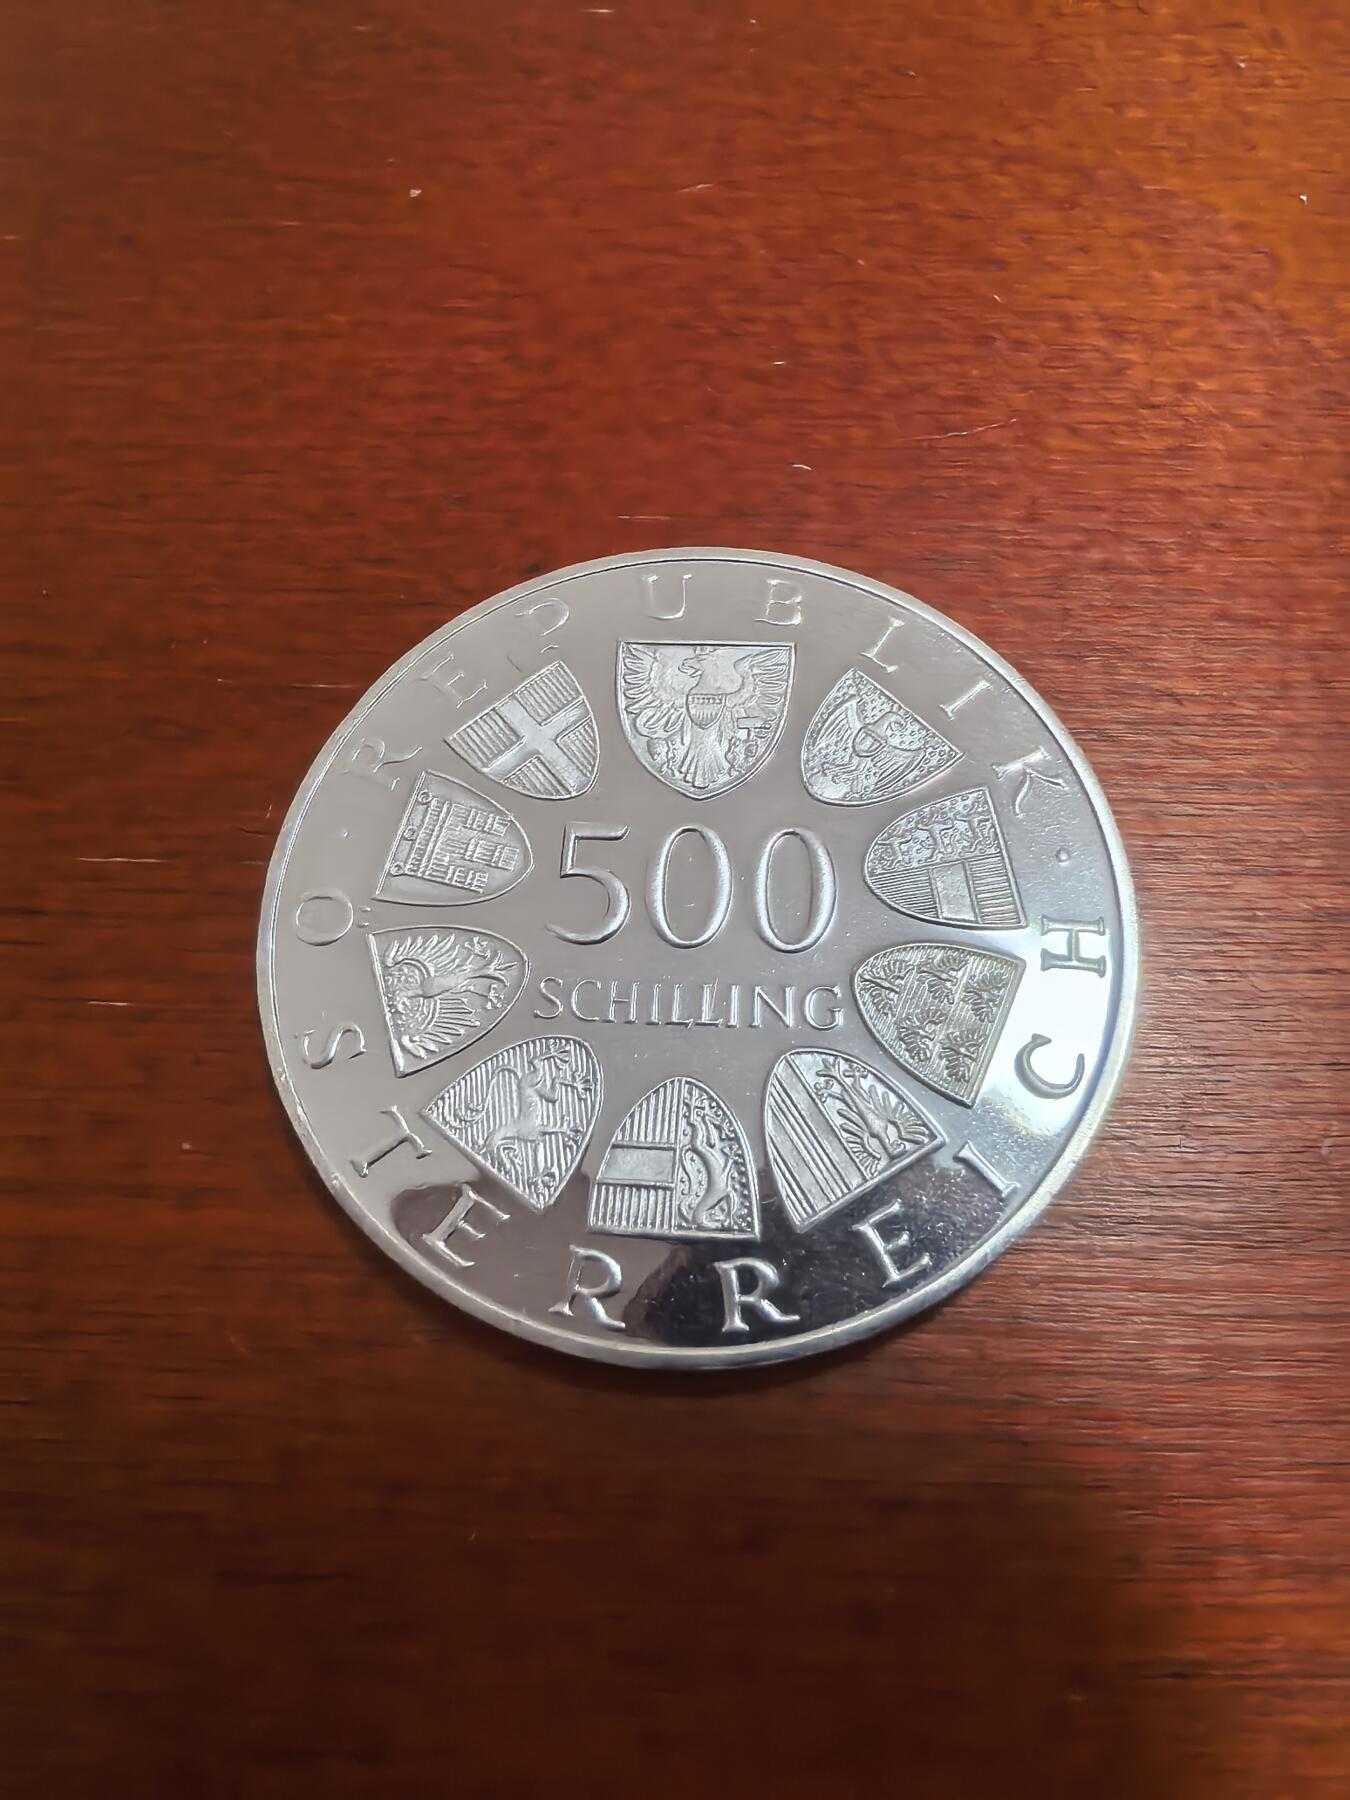 REPUBLIK · ÖSTERREICH ·
500
SCHILLING